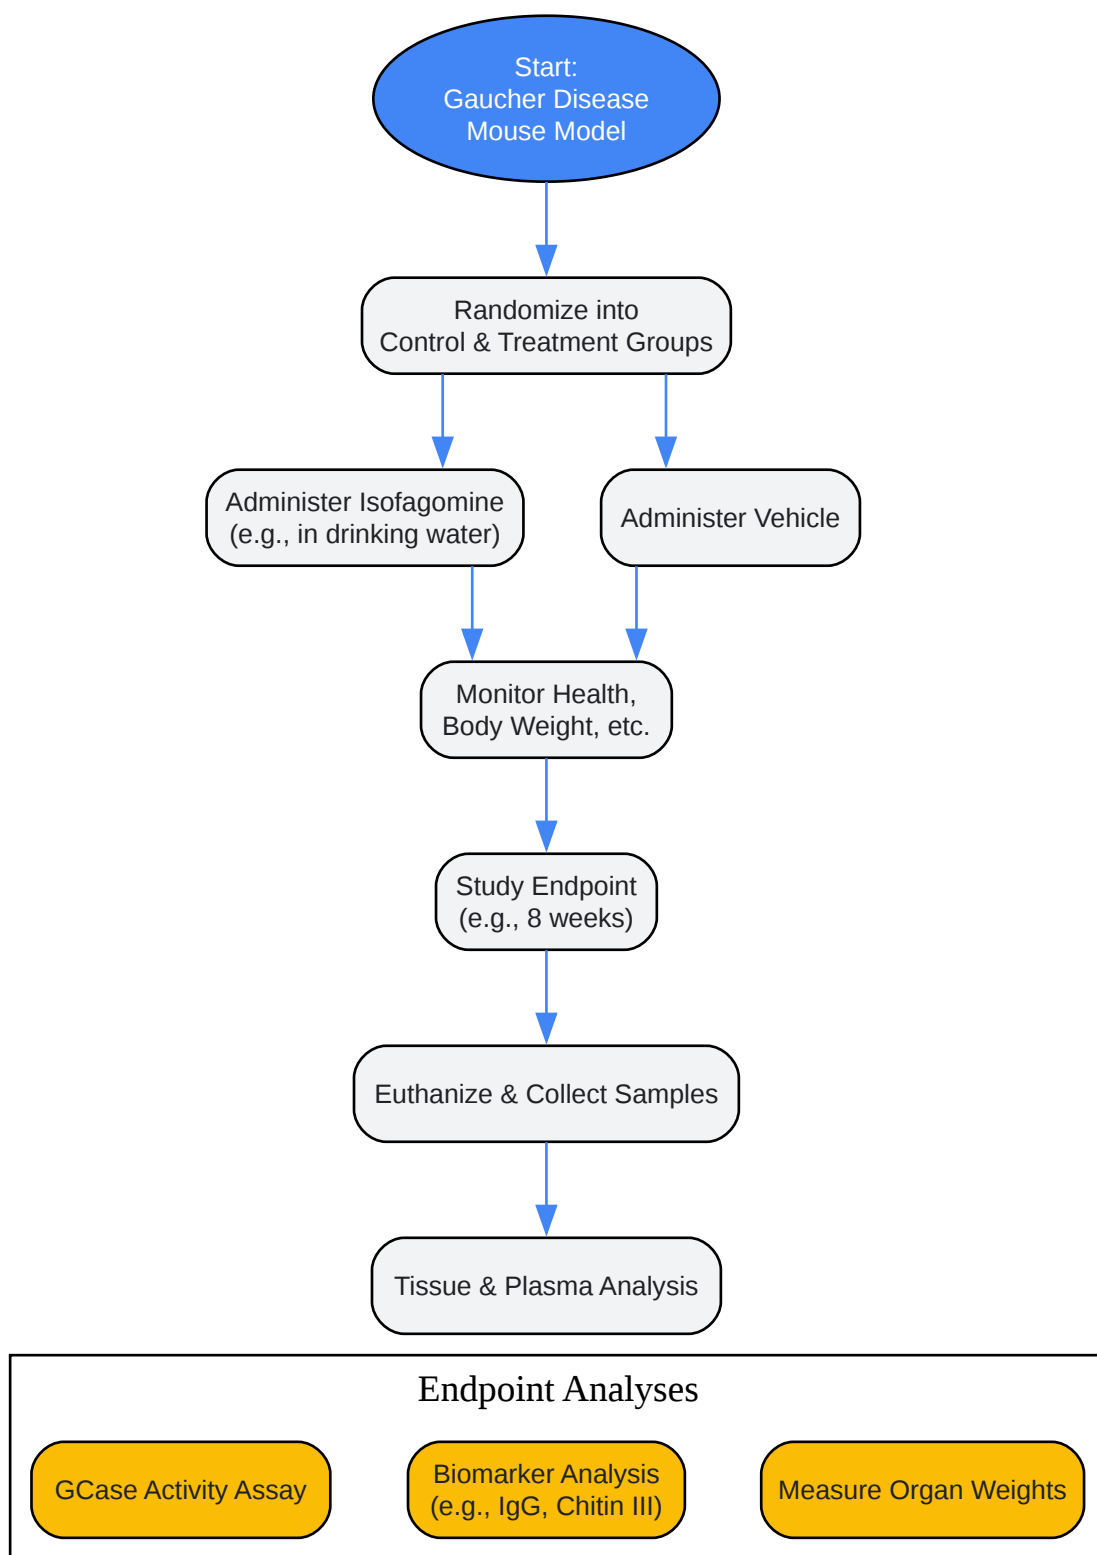 Start:
Gaucher Disease
Mouse Model
Randomize into
Control & Treatment Groups
Administer Isofagomine
(e.g., in drinking water)
Administer Vehicle
Monitor Health,
Body Weight, etc.
Study Endpoint
(e.g., 8 weeks)
Euthanize & Collect Samples
Tissue & Plasma Analysis
Endpoint Analyses
GCase Activity Assay
Biomarker Analysis
(e.g., IgG, Chitin III)
Measure Organ Weights